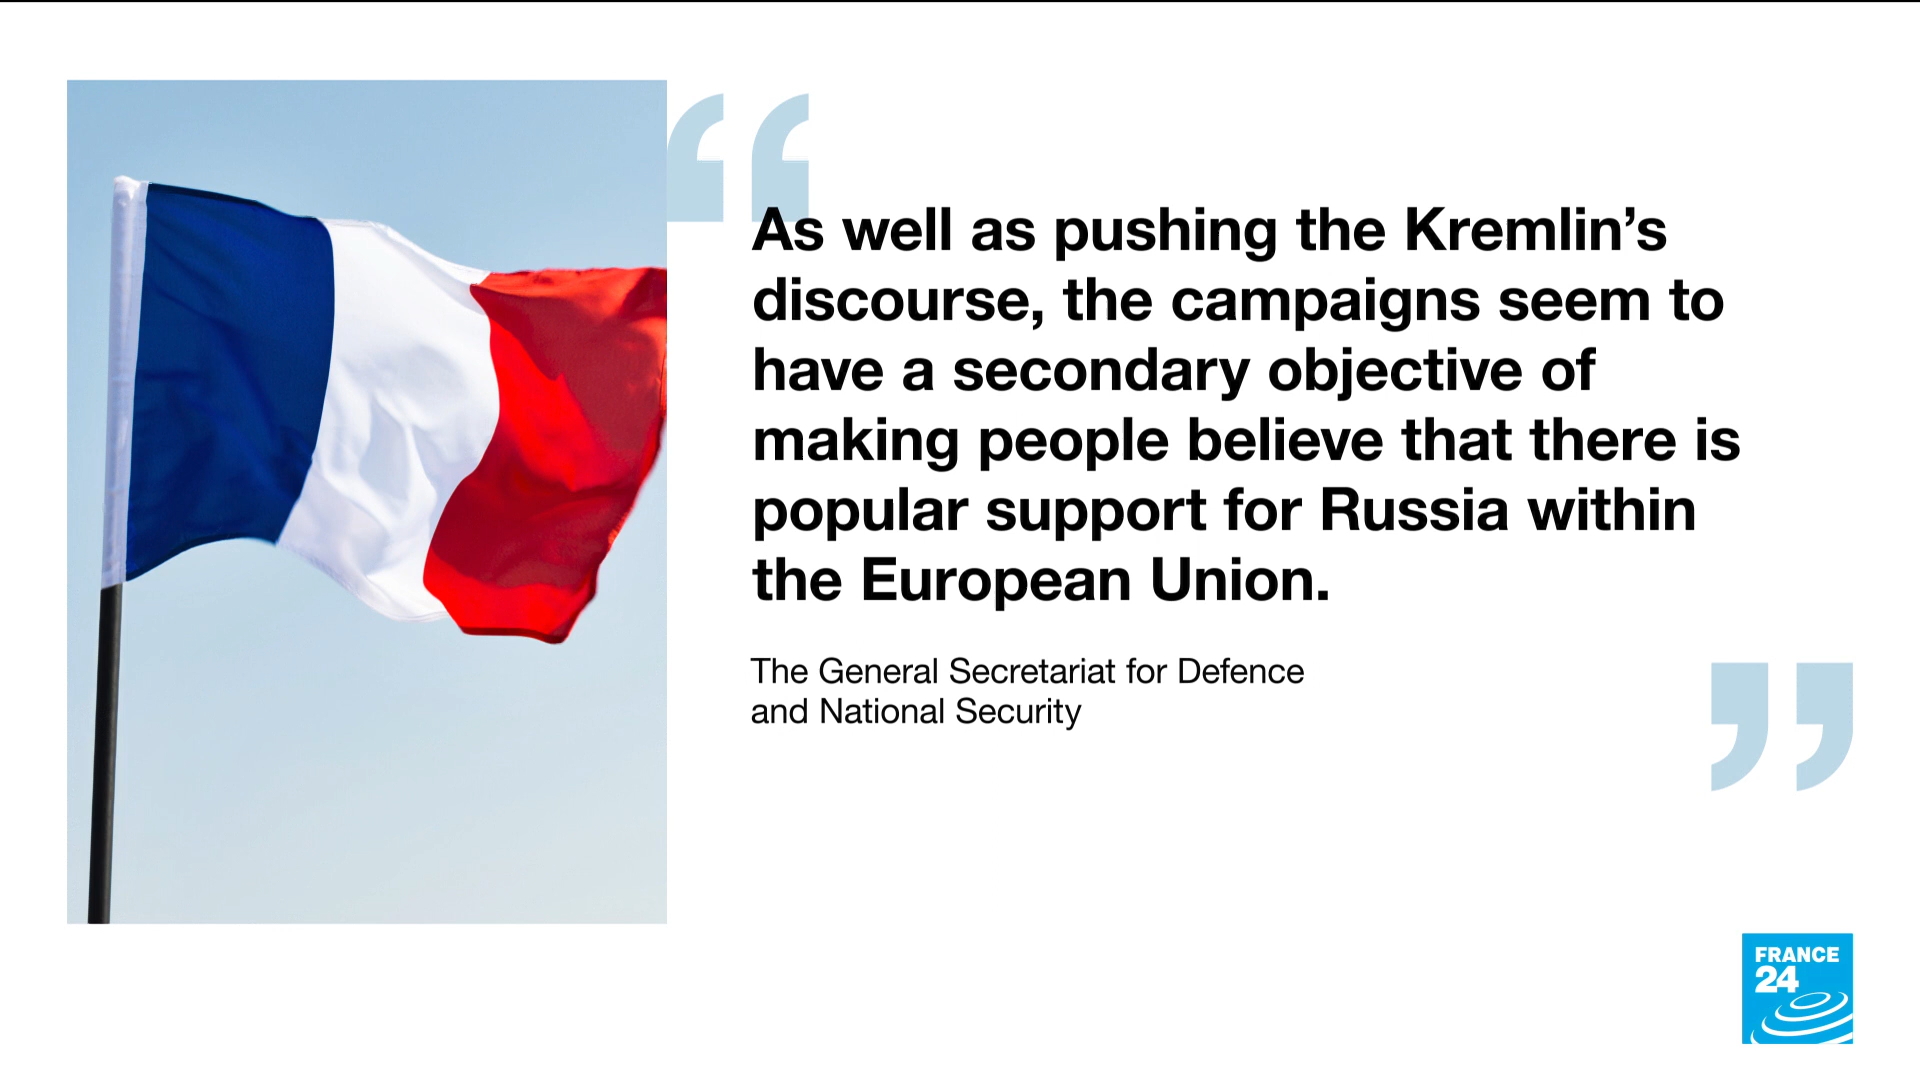 As well as pushing the Kremlin’s
discourse, the campaigns seem to
have a secondary objective of
making people believe that there is
popular support for Russia within
the European Union.
The General Secretariat for Defence
and National Security
FRANCE
24